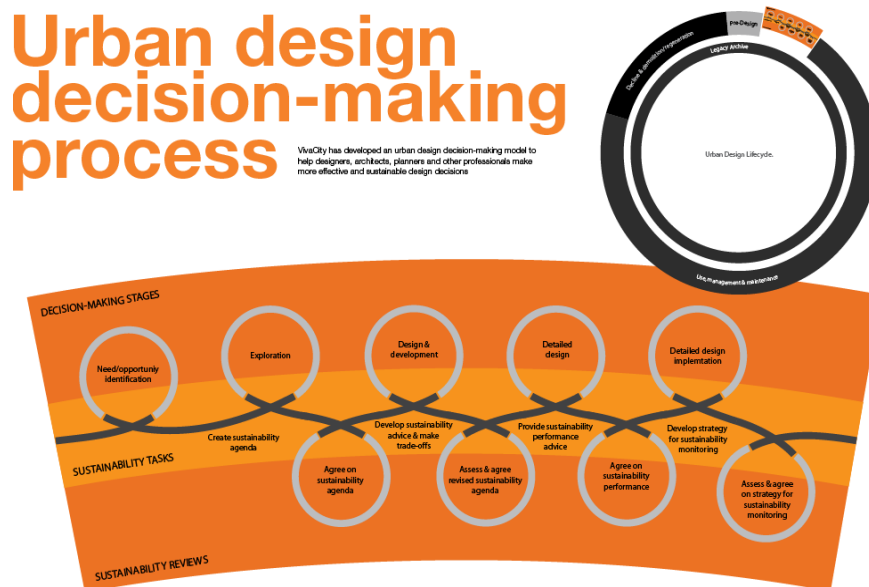 Urban design
decision-making
process
VivaCity has developed an urban design decision-making model to
help designers, architects, planners and other professionals make
more effective and sustainable design decisions
Decline & demolition/regeneration
pre-Design
Legacy Archive
Urban Design Lifecycle.
Use, management & maintenance
DECISION-MAKING STAGES
Need/opportuniy
identification
Exploration
Design &
development
Detailed
design
Detailed design
implemtation
SUSTAINABILITY TASKS
Create sustainability
agenda
Develop sustainability
advice & make
trade-offs
Provide sustainability
performance
advice
Develop strategy
for sustainability
monitoring
Agree on
sustainability
agenda
Assess & agree
revised sustainability
agenda
Agree on
sustainability
performance
Assess & agree
on strategy for
sustainability
monitoring
SUSTAINABILITY REVIEWS